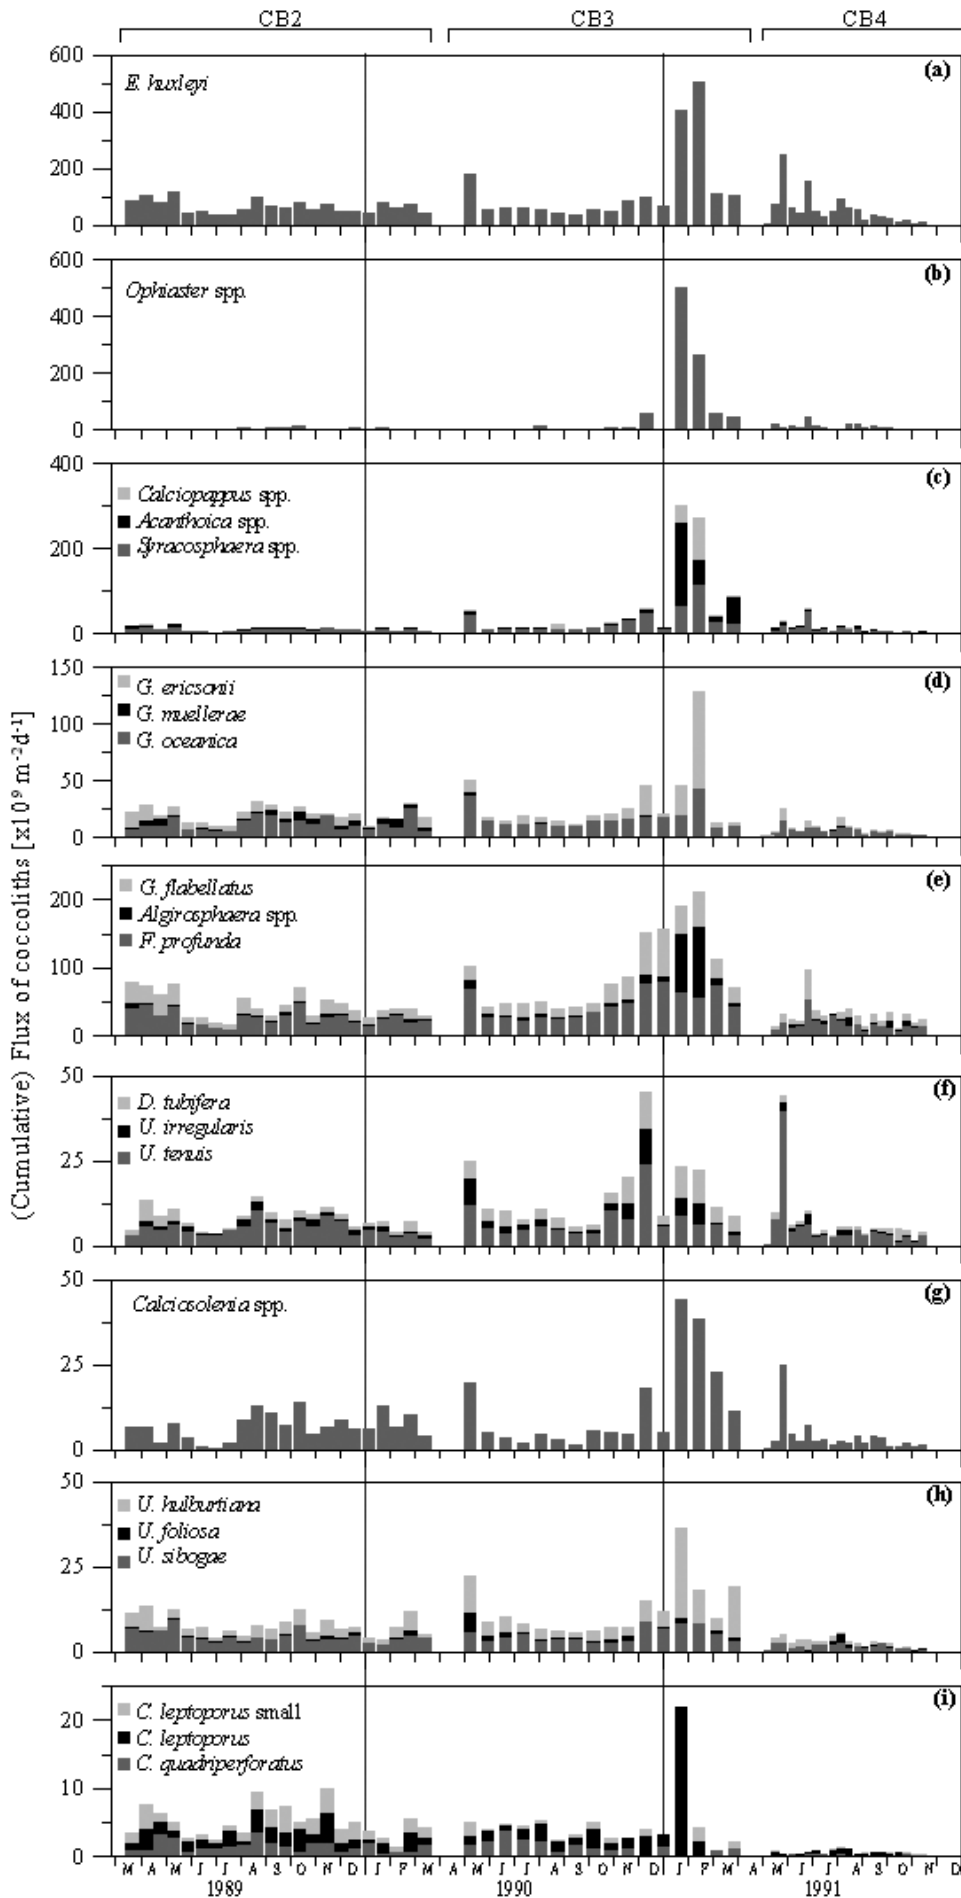 CB2 CB3 CB4
(Cumulative) Flux of coccoliths [x10⁹ m⁻²d⁻¹]
600
400
200
0
E. huxleyi
(a)
600
400
200
0
Ophiaster spp.
(b)
400
200
0
Calciopappus spp.
Acanthoica spp.
Syracosphaera spp.
(c)
150
100
50
0
G. ericsonii
G. muellerae
G. oceanica
(d)
200
100
0
G. flabellatus
Algirosphaera spp.
F. profunda
(e)
50
25
0
D. tubifera
U. irregularis
U. tenuis
(f)
50
25
0
Calciosolenia spp.
(g)
50
25
0
U. hulburtiana
U. foliosa
U. sibogae
(h)
20
10
0
C. leptoporus small
C. leptoporus
C. quadriperforatus
(i)
M A M J J A S O N D J F M A M J J A S O N D J F M A M J J A S O N D
1989 1990 1991